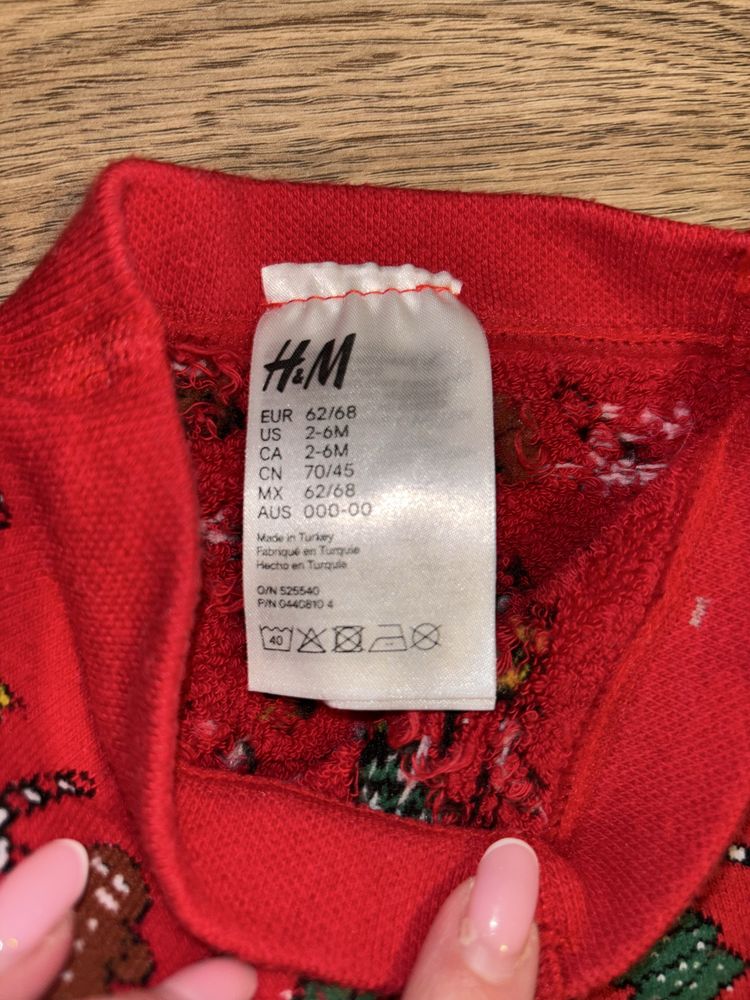 H&M
EUR 62/68
US 2-6M
CA 2-6M
CN 70/45
MX 62/68
AUS 000-00
Made in Turkey
Fabriqué en Turquie
Hecho en Turquie
O/N 525540
P/N 0440810 4
40